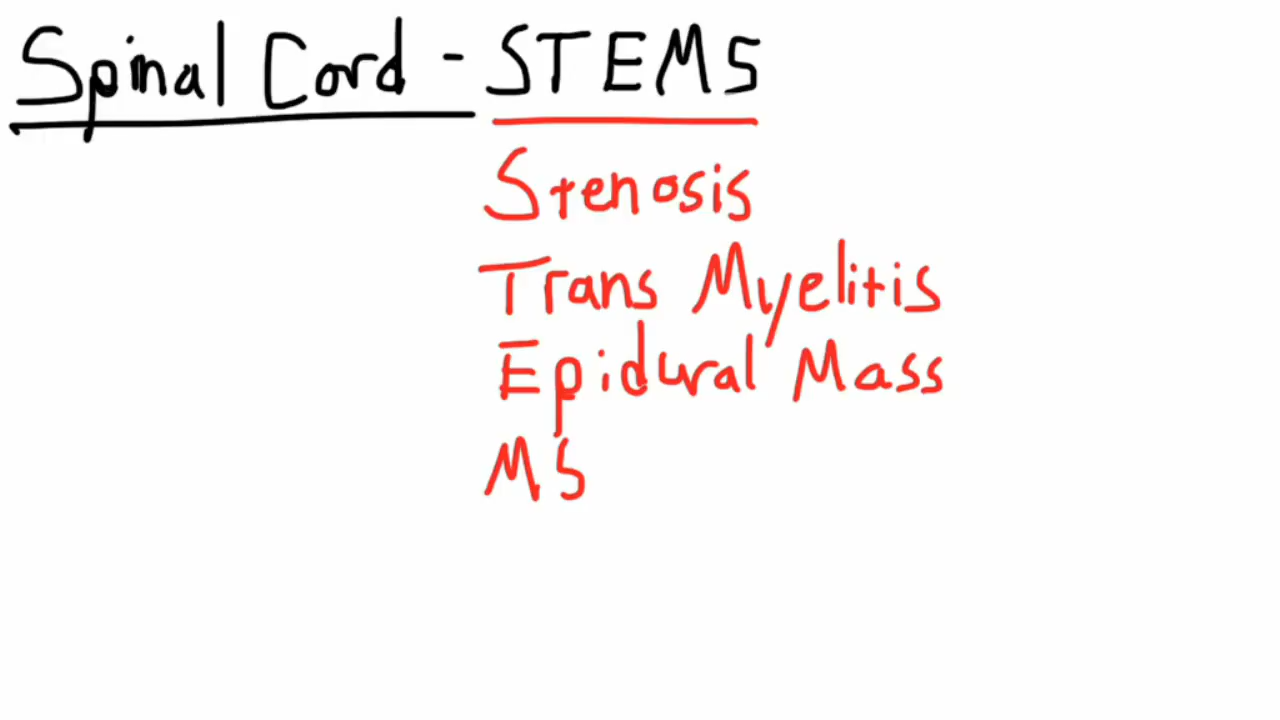 Spinal Cord - STEMS
Stenosis
Trans Myelitis
Epidural Mass
MS